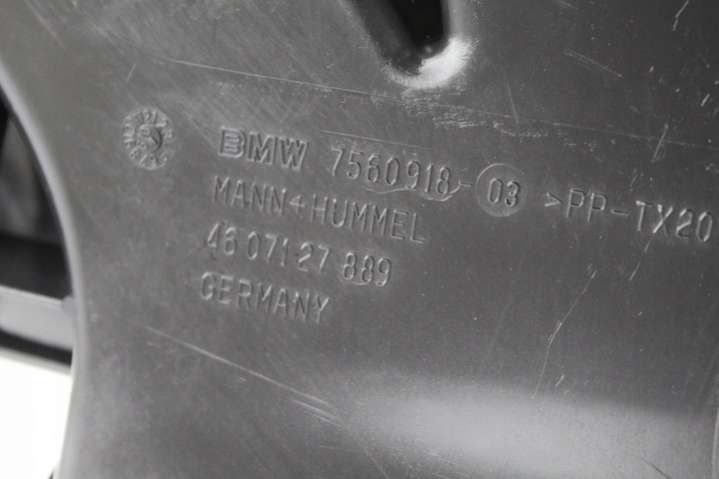 BMW 7560918-03 >PP-TX20
MANN+HUMMEL
46 071-27 889
GERMANY